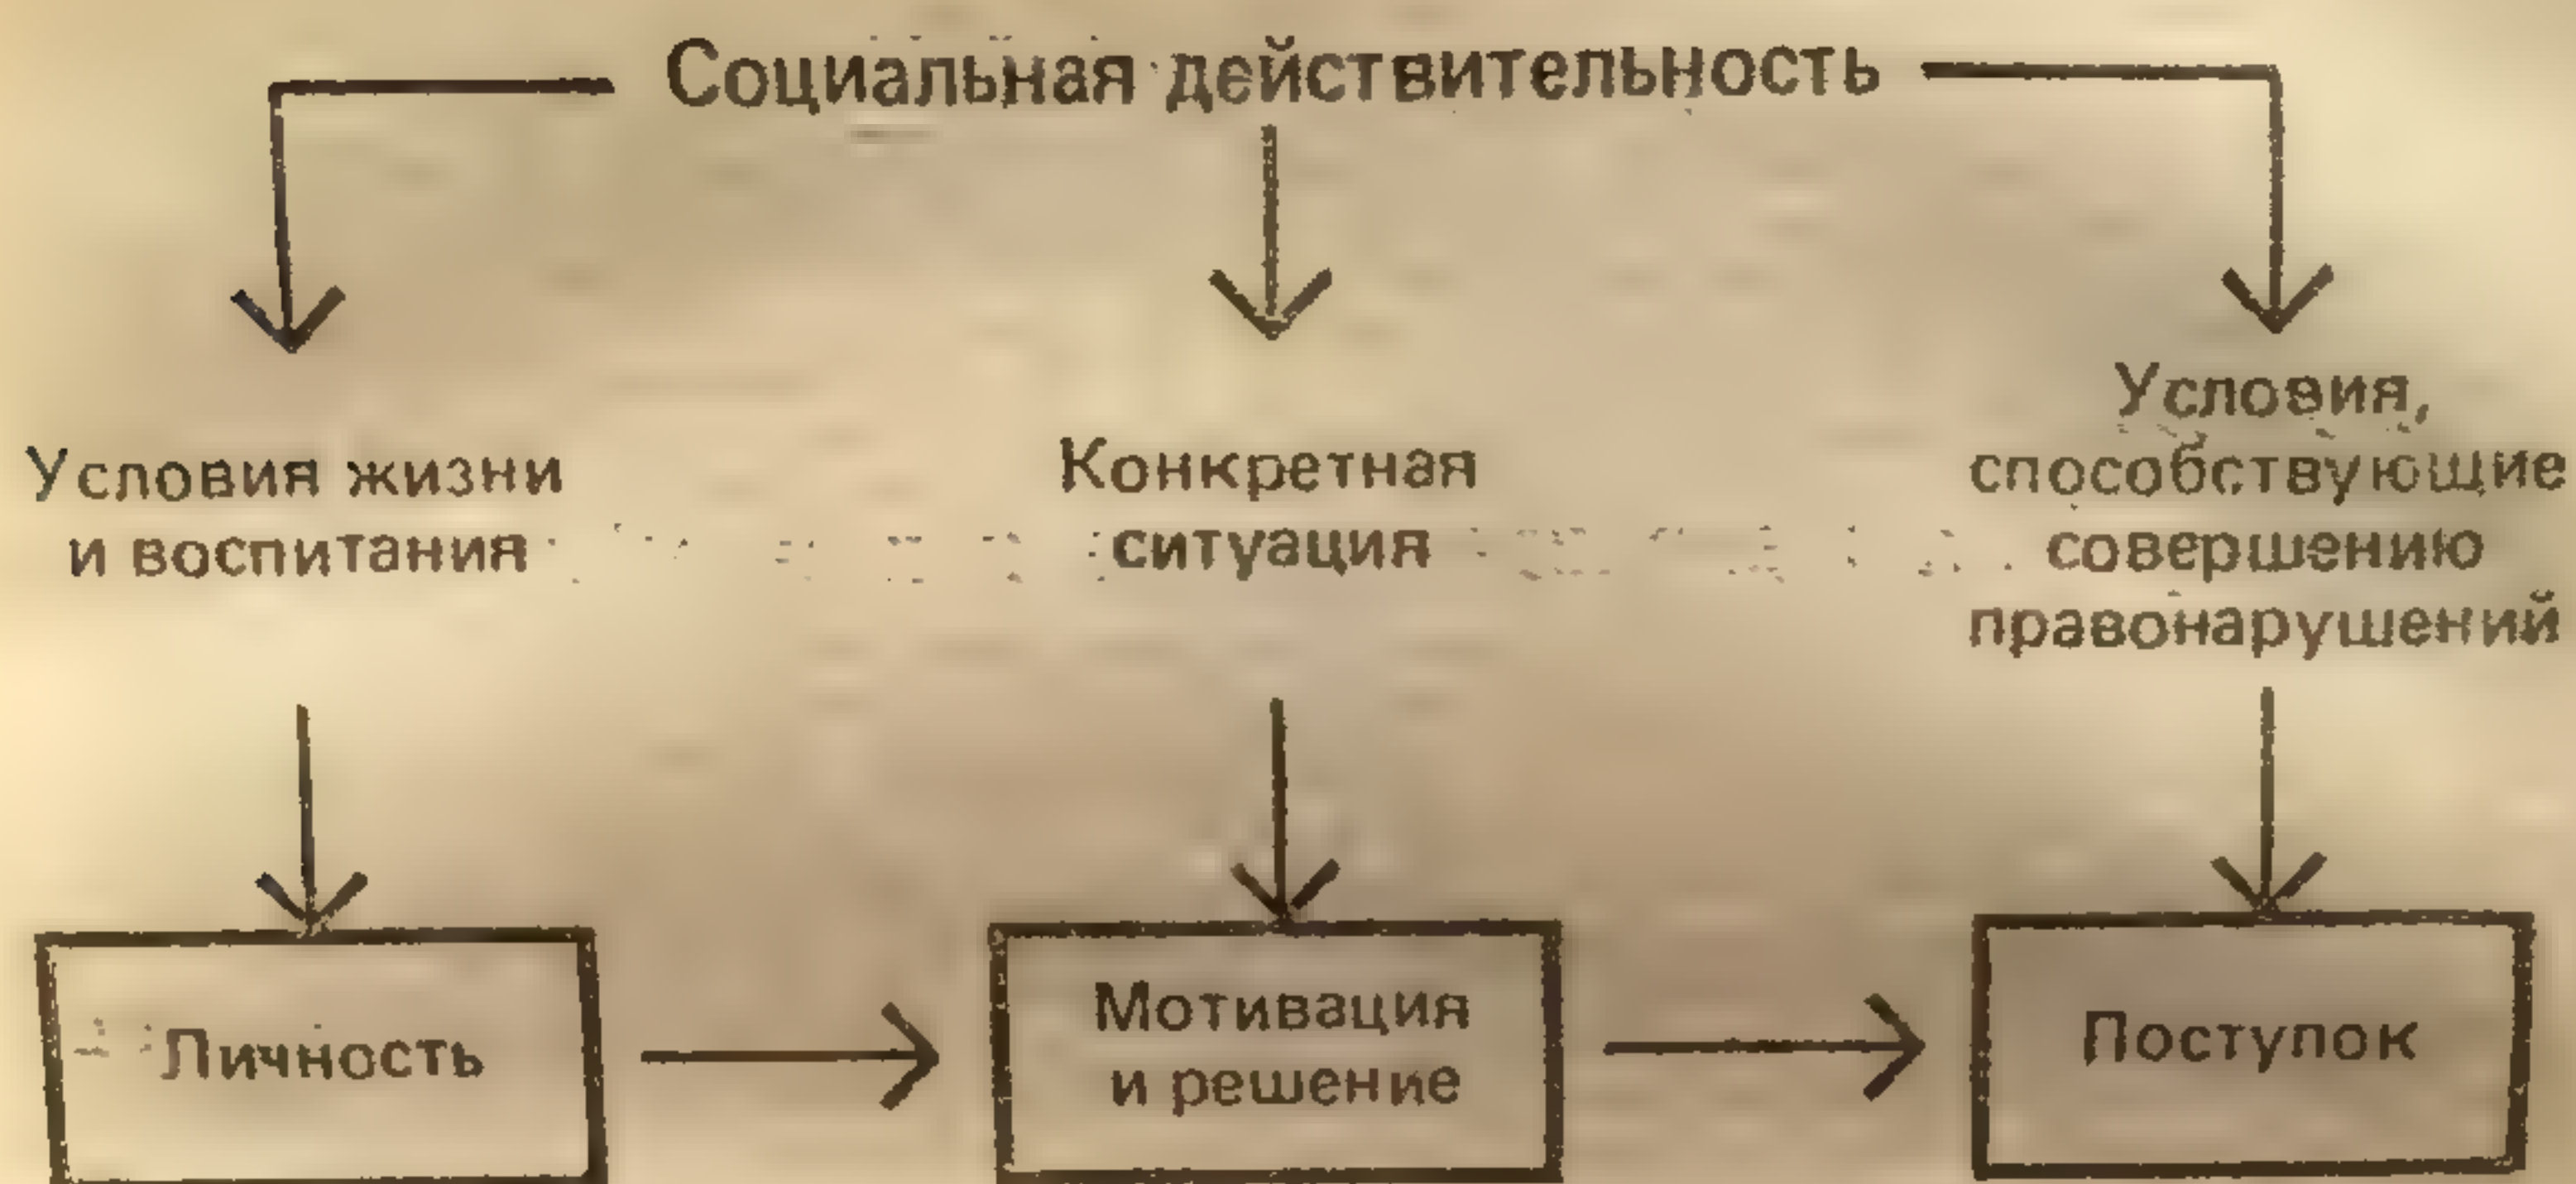 Социальная действительность
Условия жизни
и воспитания
Конкретная
ситуация
Условия,
способствующие
совершению
правонарушений
Личность
Мотивация
и решение
Поступок